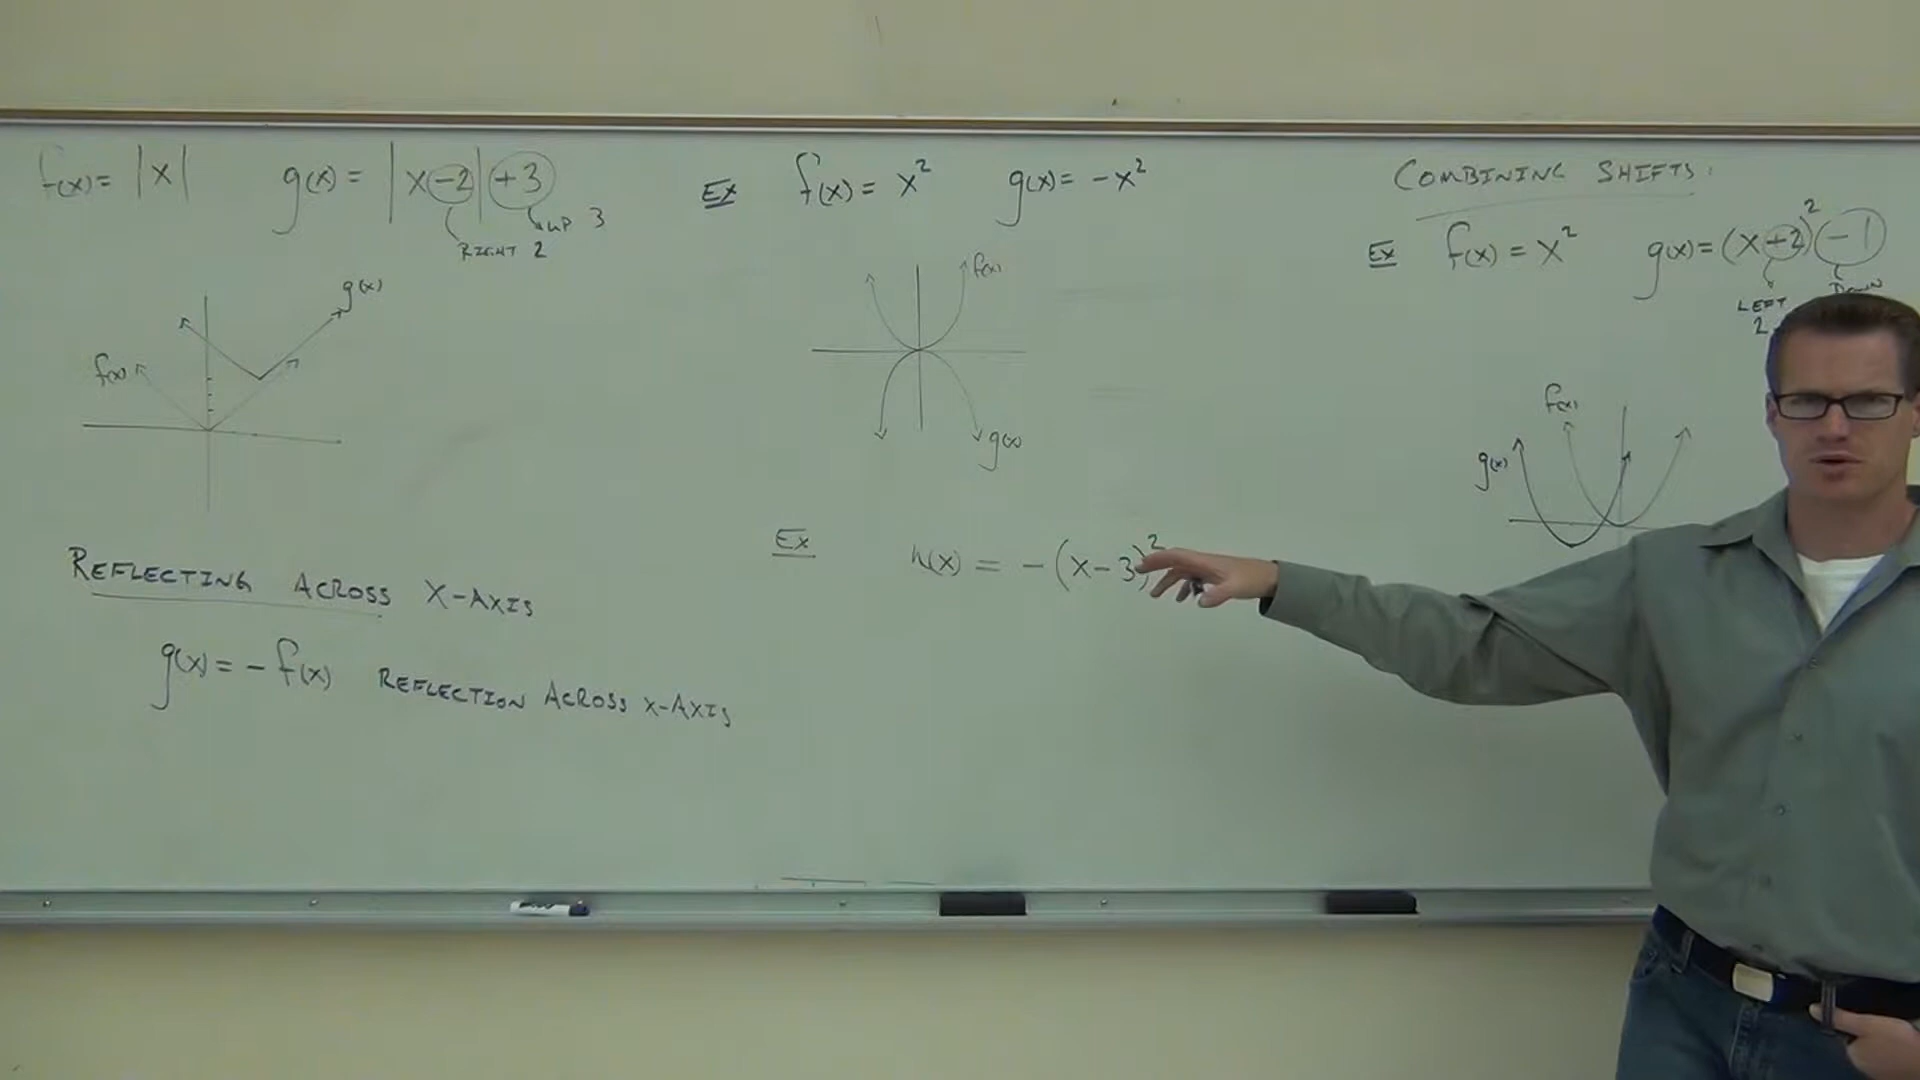 f(x) = |x|   g(x) = |x-2|+3
RIGHT 2   UP 3
g(x)
f(x)
REFLECTING ACROSS X-AXIS
g(x) = -f(x)   REFLECTION ACROSS X-AXIS
Ex   f(x) = x²   g(x) = -x²
f(x)
g(x)
Ex   h(x) = -(x-3)²
COMBINING SHIFTS:
Ex   f(x) = x²   g(x) = (x+2)²-1
LEFT   DOWN
2
f(x)
g(x)